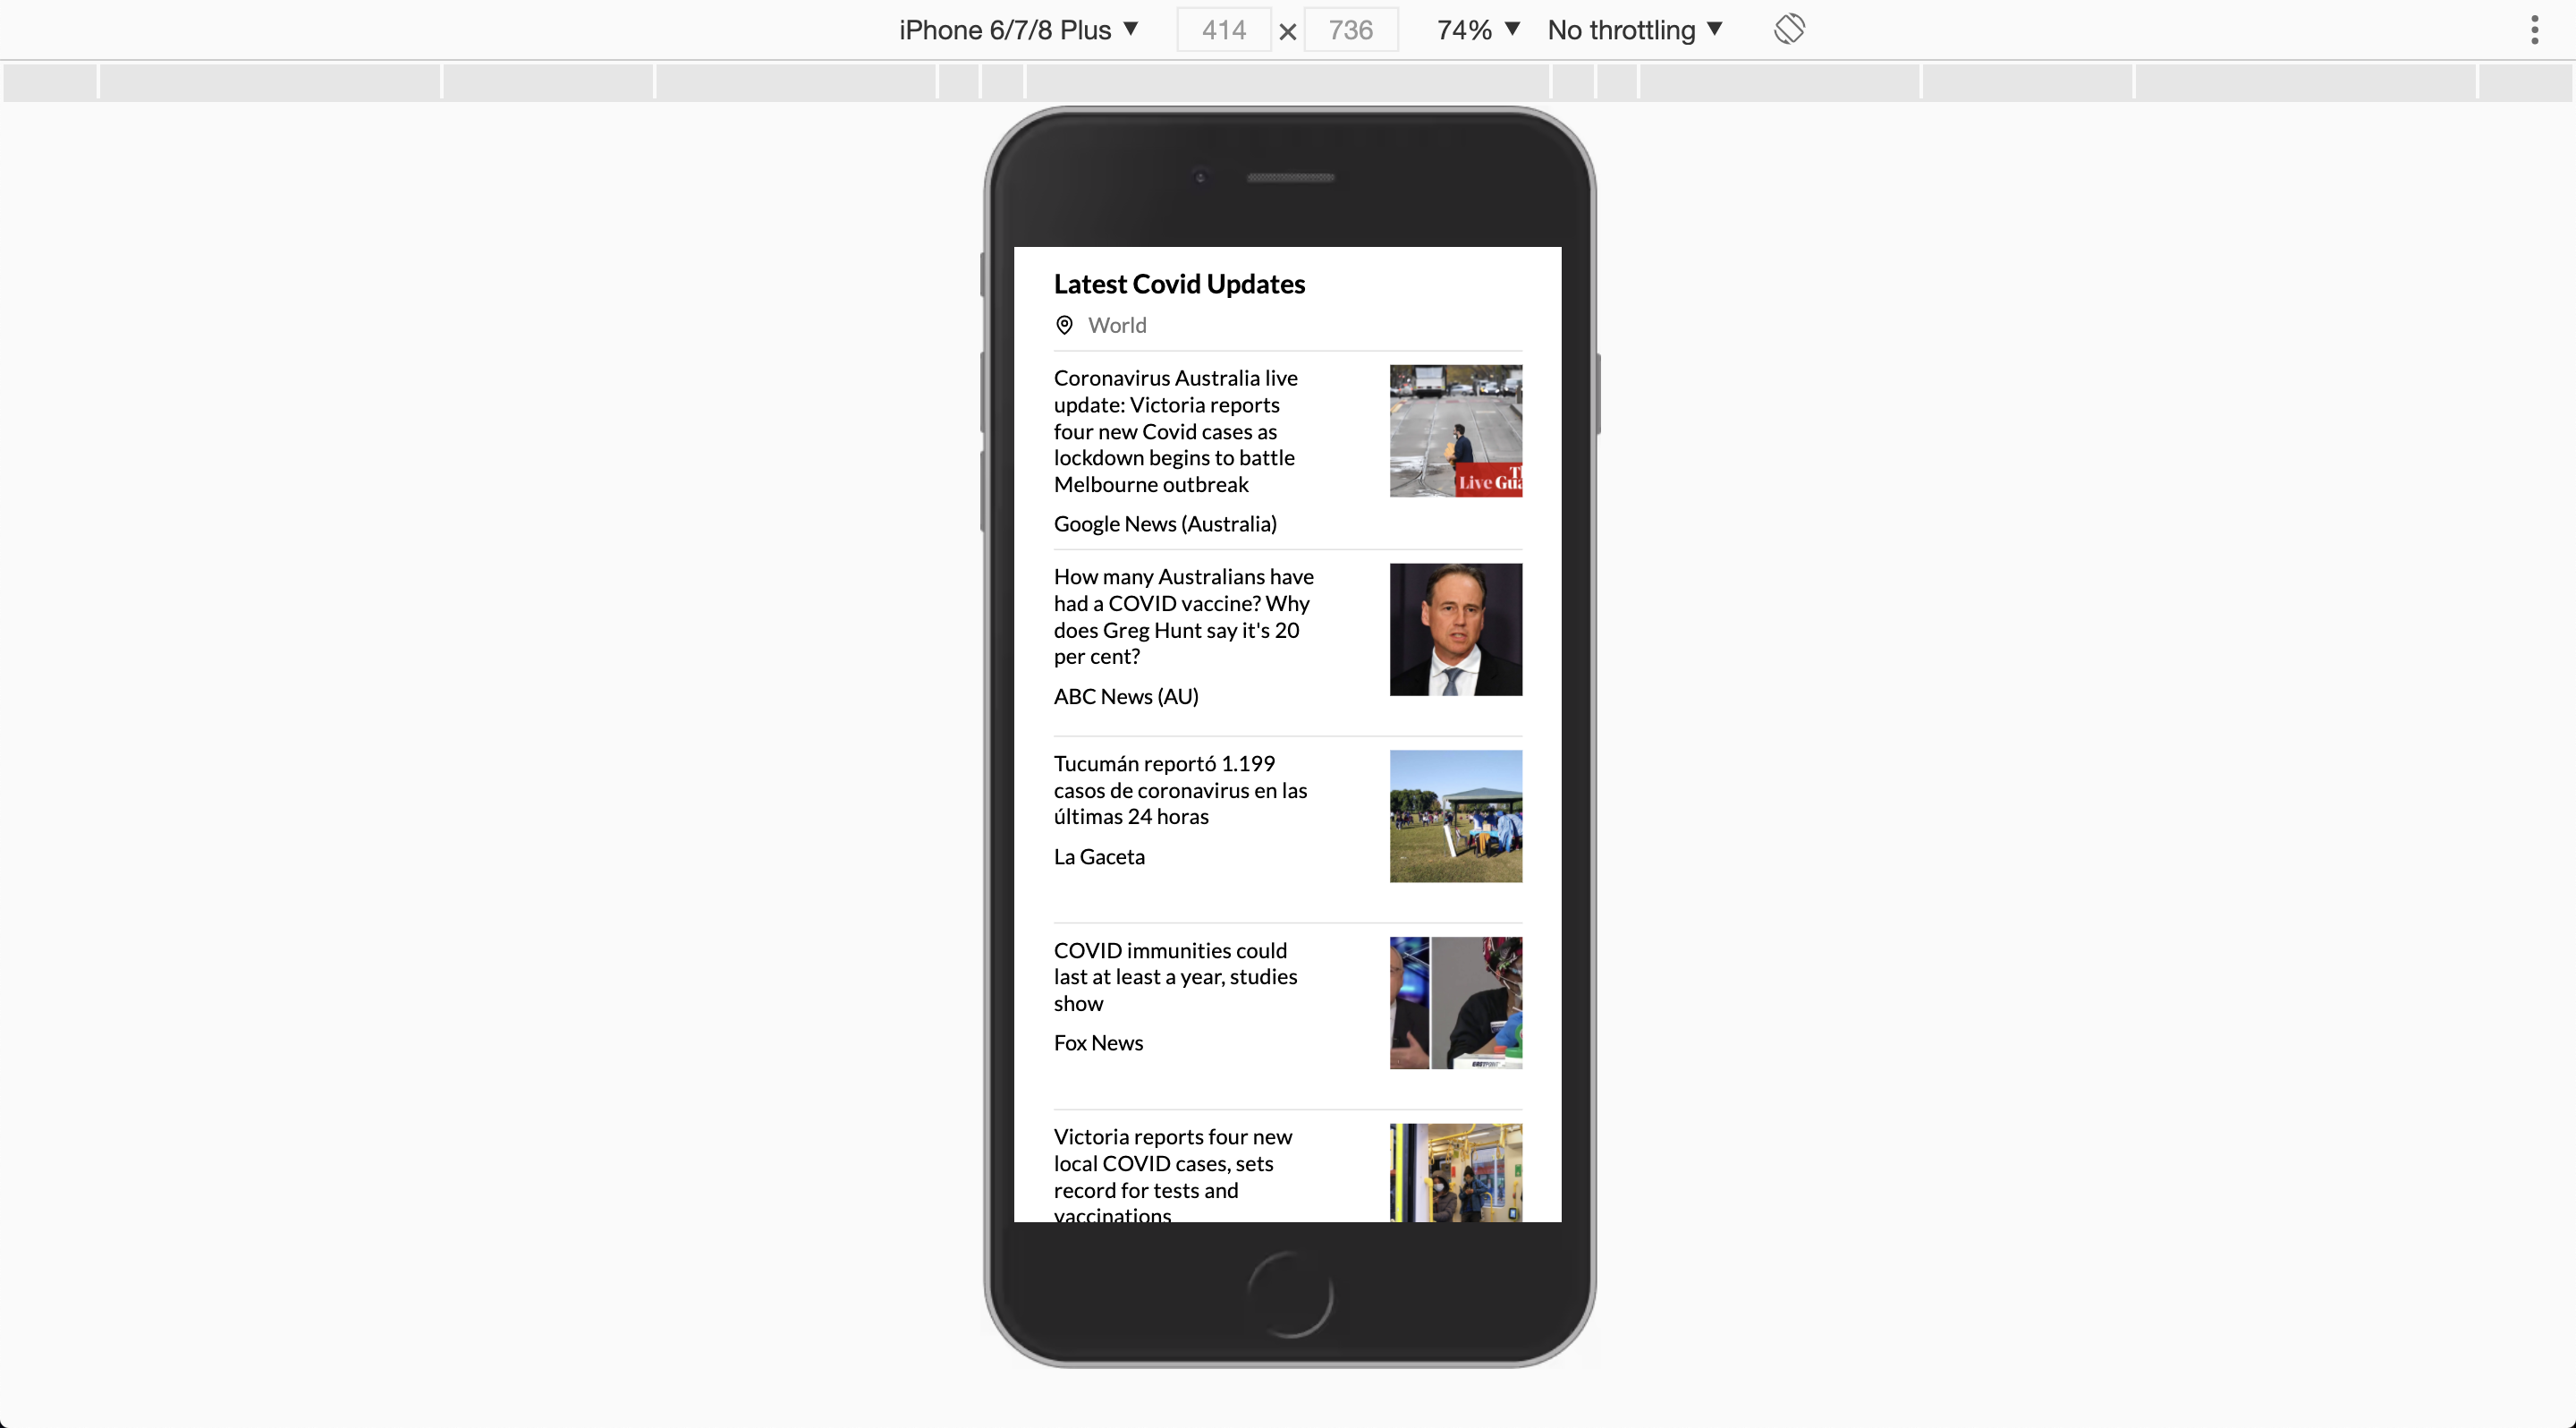 iPhone 6/7/8 Plus ▼ 414 × 736 74% ▼ No throttling ▼
Latest Covid Updates
World
Coronavirus Australia live
update: Victoria reports
four new Covid cases as
lockdown begins to battle
Melbourne outbreak
Google News (Australia)
Live Gua
How many Australians have
had a COVID vaccine? Why
does Greg Hunt say it's 20
per cent?
ABC News (AU)
Tucumán reportó 1.199
casos de coronavirus en las
últimas 24 horas
La Gaceta
COVID immunities could
last at least a year, studies
show
Fox News
Victoria reports four new
local COVID cases, sets
record for tests and
vaccinations